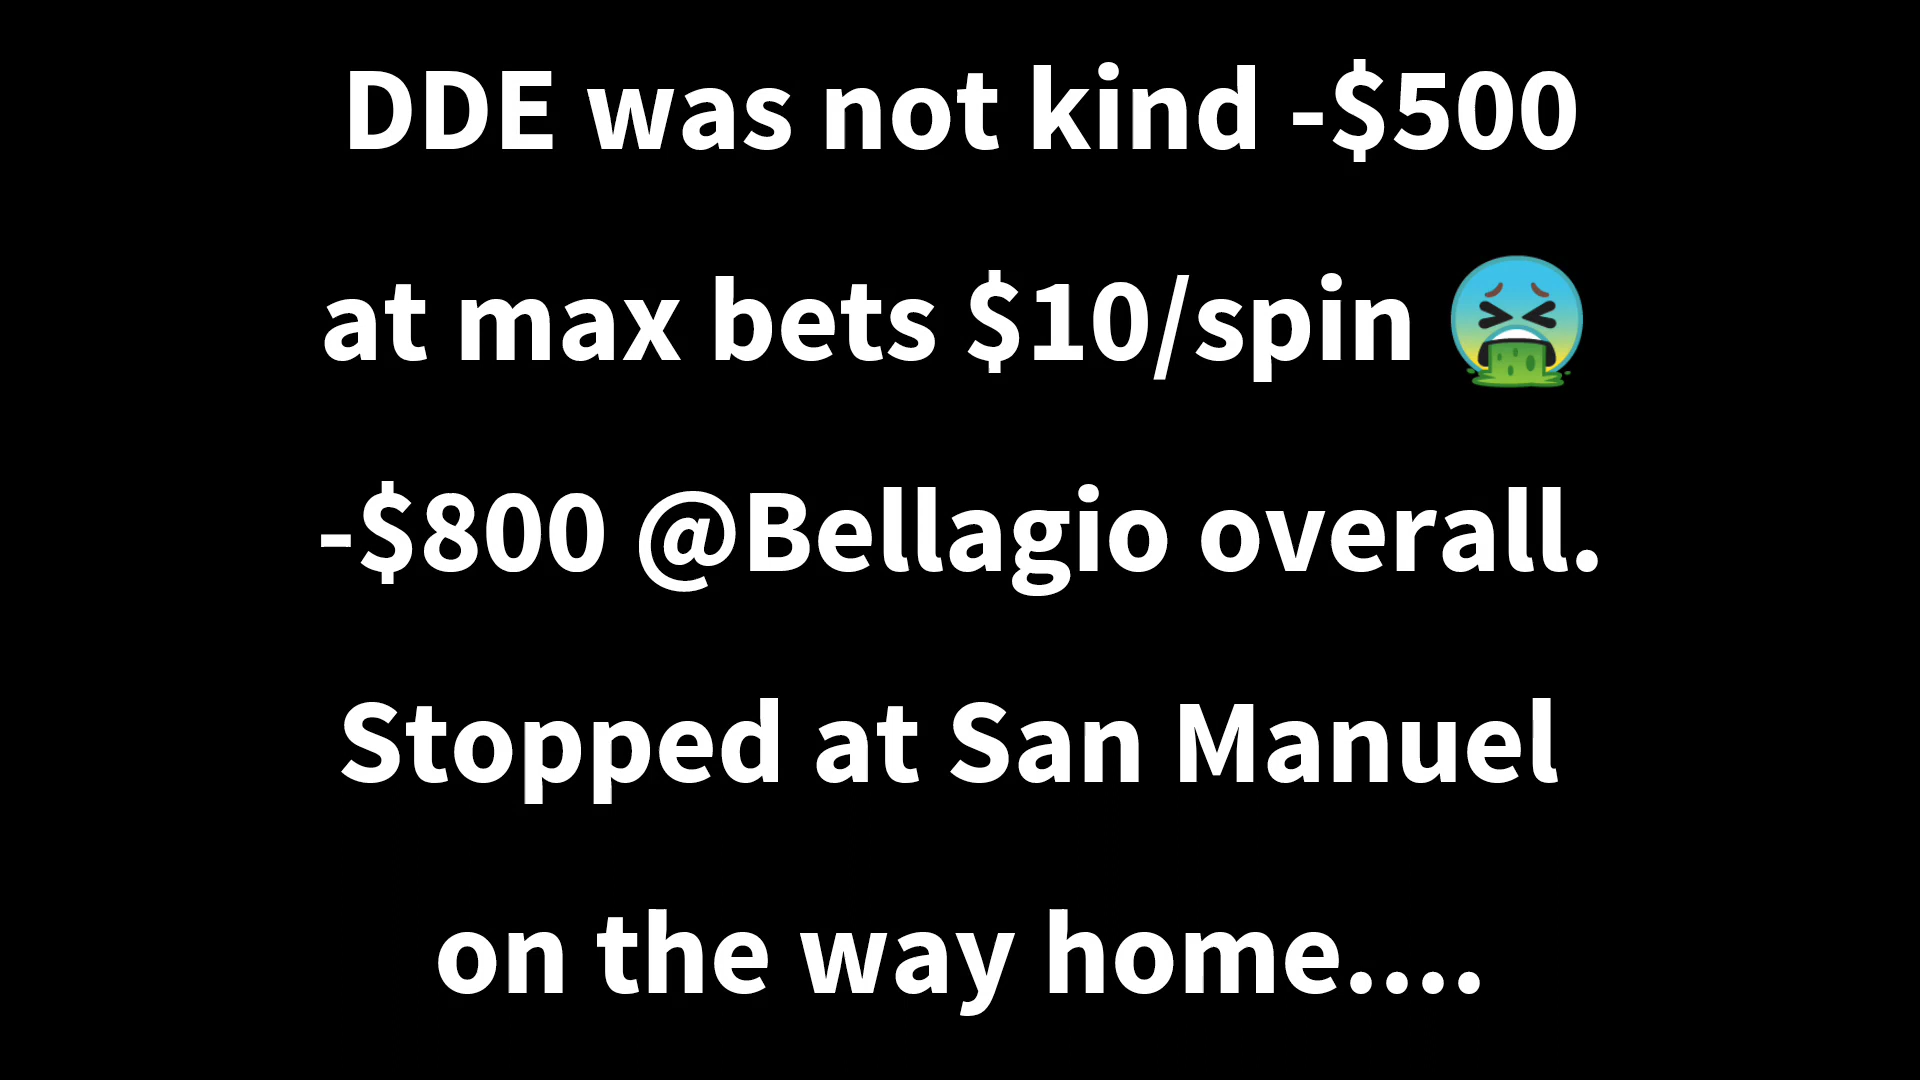 DDE was not kind -$500
at max bets $10/spin 🤮
-$800 @Bellagio overall.
Stopped at San Manuel
on the way home....